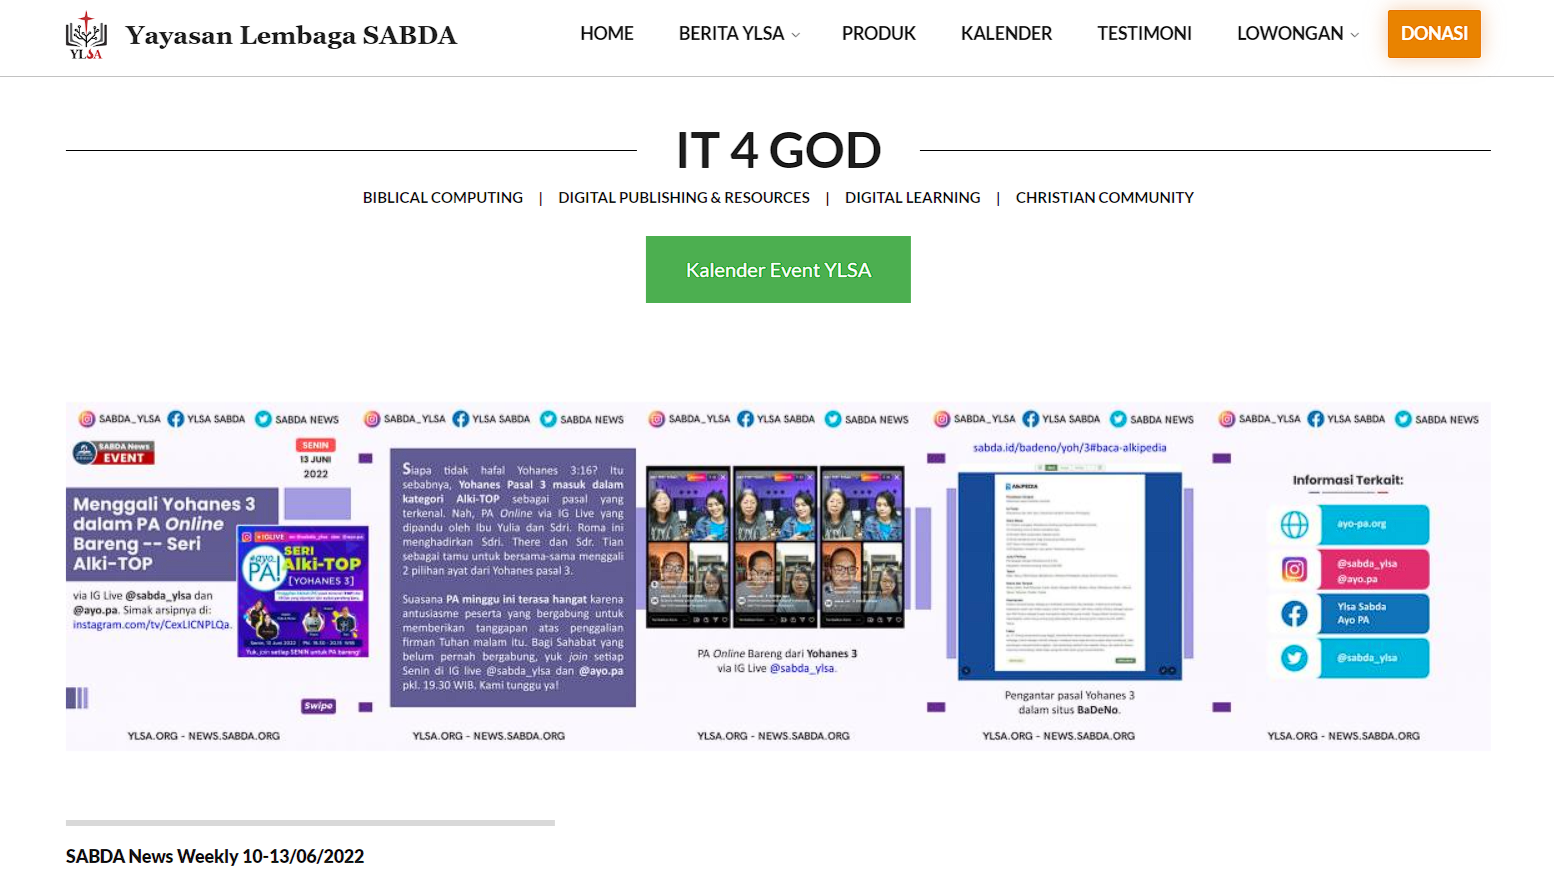 YLSA
Yayasan Lembaga SABDA
HOME
BERITA YLSA
PRODUK
KALENDER
TESTIMONI
LOWONGAN
DONASI
IT 4 GOD
BIBLICAL COMPUTING | DIGITAL PUBLISHING & RESOURCES | DIGITAL LEARNING | CHRISTIAN COMMUNITY
Kalender Event YLSA
SABDA_YLSA YLSA SABDA SABDA NEWS
SABDA News
EVENT
SENIN
13 JUNI
2022
Menggali Yohanes 3
dalam PA Online
Bareng -- Seri
Alki-TOP
via IG Live @sabda_ylsa dan
@ayo.pa. Simak arsipnya di:
instagram.com/tv/CexLICNPLQa.
IGLIVE
#ayo
PA!
SERI
Alki-TOP
[YOHANES 3]
Yuk, join setiap SENIN untuk PA bareng!
Swipe
YLSA.ORG - NEWS.SABDA.ORG
SABDA_YLSA YLSA SABDA SABDA NEWS
Siapa tidak hafal Yohanes 3:16? Itu
sebabnya, Yohanes Pasal 3 masuk dalam
kategori Alki-TOP sebagai pasal yang
terkenal. Nah, PA Online via IG Live yang
dipandu oleh Ibu Yulia dan Sdri. Roma ini
menghadirkan Sdri. There dan Sdr. Tian
sebagai tamu untuk bersama-sama menggali
2 pilihan ayat dari Yohanes pasal 3.
Suasana PA minggu ini terasa hangat karena
antusiasme peserta yang bergabung untuk
memberikan tanggapan atas penggalian
firman Tuhan malam itu. Bagi Sahabat yang
belum pernah bergabung, yuk join setiap
Senin di IG live @sabda_ylsa dan @ayo.pa
pkl. 19.30 WIB. Kami tunggu ya!
YLSA.ORG - NEWS.SABDA.ORG
SABDA_YLSA YLSA SABDA SABDA NEWS
PA Online Bareng dari Yohanes 3
via IG Live @sabda_ylsa.
YLSA.ORG - NEWS.SABDA.ORG
SABDA_YLSA YLSA SABDA SABDA NEWS
sabda.id/badeno/yoh/3#baca-alkipedia
AlkiPEDIA
Pengantar pasal Yohanes 3
dalam situs BaDeNo.
YLSA.ORG - NEWS.SABDA.ORG
SABDA_YLSA YLSA SABDA SABDA NEWS
Informasi Terkait:
ayo-pa.org
@sabda_ylsa
@ayo.pa
Ylsa Sabda
Ayo PA
@sabda_ylsa
YLSA.ORG - NEWS.SABDA.ORG
SABDA News Weekly 10-13/06/2022